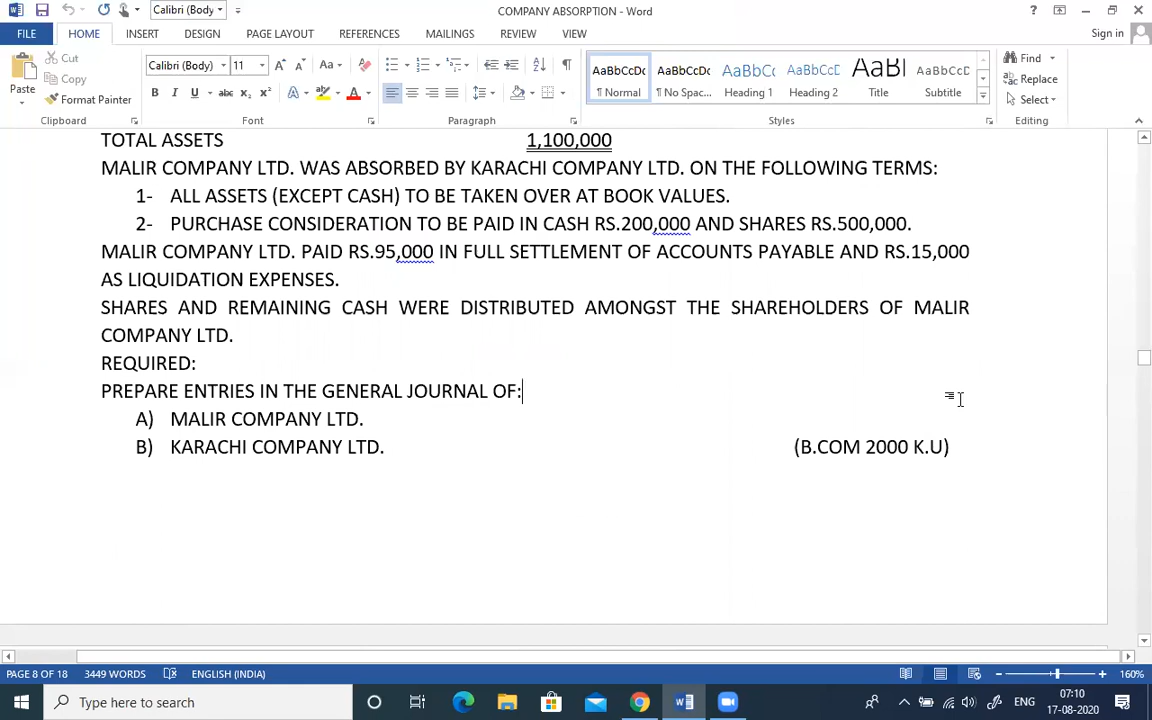 Calibri (Body
COMPANY ABSORPTION - Word
?
FILE
HOME
INSERT
DESIGN
PAGE LAYOUT
REFERENCES
MAILINGS
REVIEW
VIEW
Sign in
Paste
Cut
Copy
Format Painter
Clipboard
Calibri (Body)
11
Aa
B I U abc x₂ x²
Font
Paragraph
AaBbCcDc
¶ Normal
AaBbCcDc
¶ No Spac...
AaBbCc
Heading 1
AaBbCcC
Heading 2
AaBl
Title
AaBbCcD
Subtitle
Styles
Find
Replace
Select
Editing
TOTAL ASSETS 1,100,000
MALIR COMPANY LTD. WAS ABSORBED BY KARACHI COMPANY LTD. ON THE FOLLOWING TERMS:
1- ALL ASSETS (EXCEPT CASH) TO BE TAKEN OVER AT BOOK VALUES.
2- PURCHASE CONSIDERATION TO BE PAID IN CASH RS.200,000 AND SHARES RS.500,000.
MALIR COMPANY LTD. PAID RS.95,000 IN FULL SETTLEMENT OF ACCOUNTS PAYABLE AND RS.15,000
AS LIQUIDATION EXPENSES.
SHARES AND REMAINING CASH WERE DISTRIBUTED AMONGST THE SHAREHOLDERS OF MALIR
COMPANY LTD.
REQUIRED:
PREPARE ENTRIES IN THE GENERAL JOURNAL OF:
A) MALIR COMPANY LTD.
B) KARACHI COMPANY LTD. (B.COM 2000 K.U)
PAGE 8 OF 18
3449 WORDS
ENGLISH (INDIA)
160%
Type here to search
ENG
07:10
17-08-2020